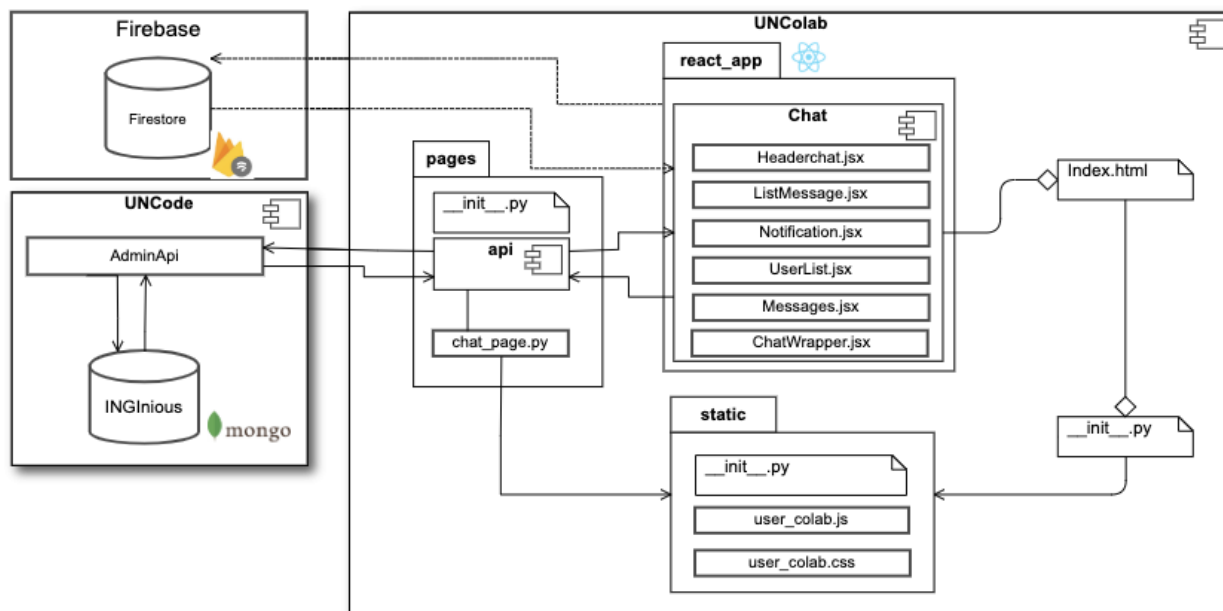 Firebase
Firestore
UNCode
AdminApi
INGInious
mongo
UNColab
pages
__init__.py
api
chat_page.py
react_app
Chat
Headerchat.jsx
ListMessage.jsx
Notification.jsx
UserList.jsx
Messages.jsx
ChatWrapper.jsx
static
__init__.py
user_colab.js
user_colab.css
Index.html
__init__.py